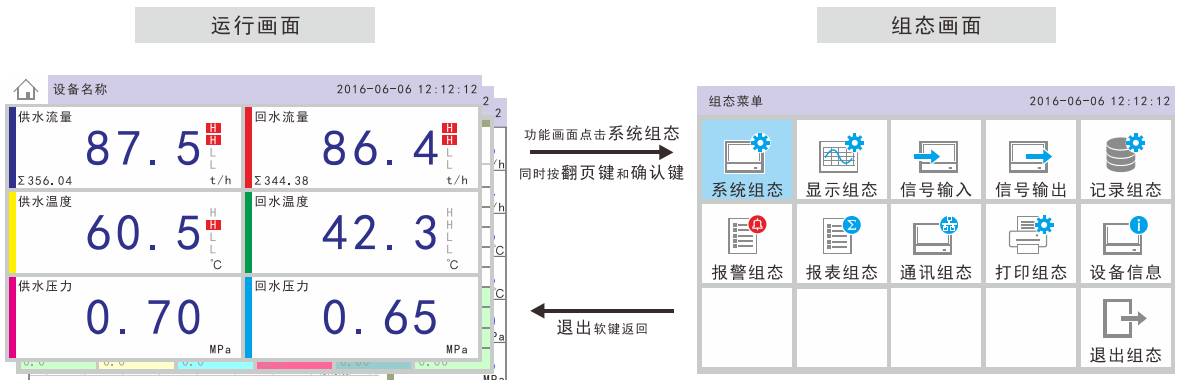 运行画面
组态画面
设备名称 2016-06-06 12:12:12
供水流量
87.5
H
H
L
L
Σ356.04
t/h
回水流量
86.4
H
H
L
L
Σ344.38
t/h
供水温度
60.5
H
H
L
L
℃
回水温度
42.3
H
H
L
L
℃
供水压力
0.70
MPa
回水压力
0.65
MPa
功能画面点击系统组态
同时按翻页键和确认键
退出软键返回
组态菜单 2016-06-06 12:12:12
系统组态 显示组态 信号输入 信号输出 记录组态
报警组态 报表组态 通讯组态 打印组态 设备信息
退出组态